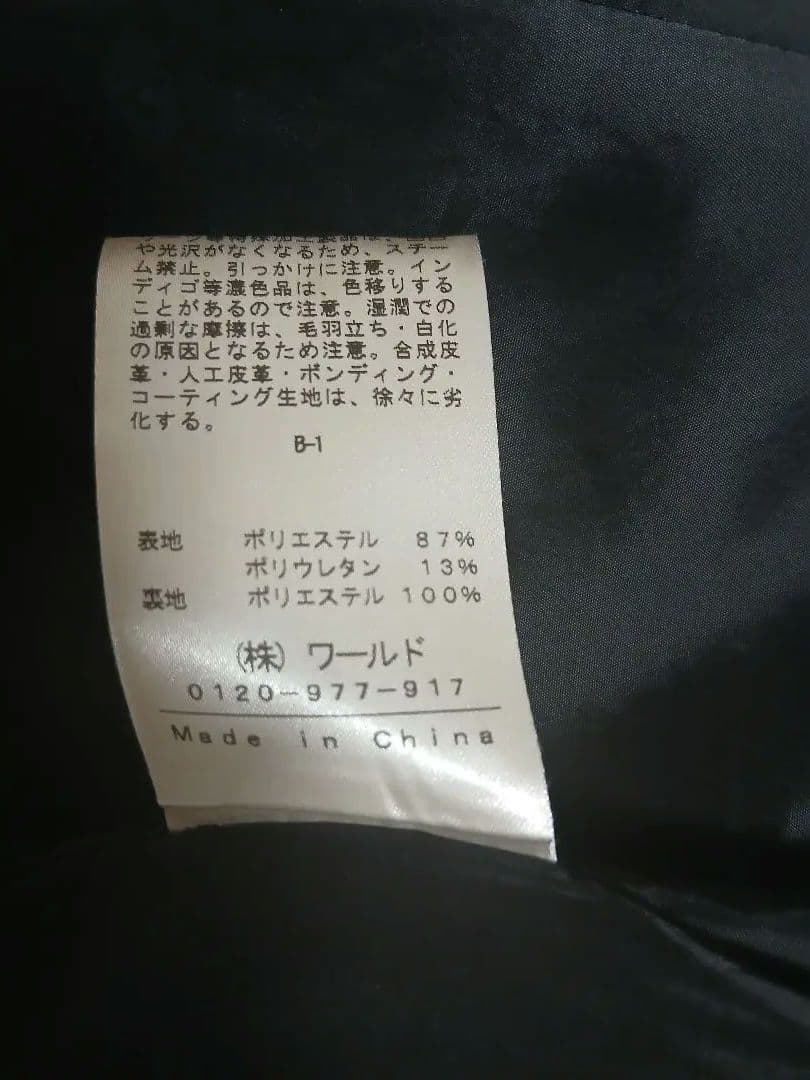 や光沢がなくなるため、スチー
ム禁止。引っかけに注意。イン
ディゴ等濃色品は、色移りする
ことがあるので注意。湿潤での
過剰な摩擦は、毛羽立ち・白化
の原因となるため注意。合成皮
革・人工皮革・ボンディング・
コーティング生地は、徐々に劣
化する。
B-1
表地 ポリエステル 87%
ポリウレタン 13%
裏地 ポリエステル 100%
(株) ワールド
0120-977-917
Made in China